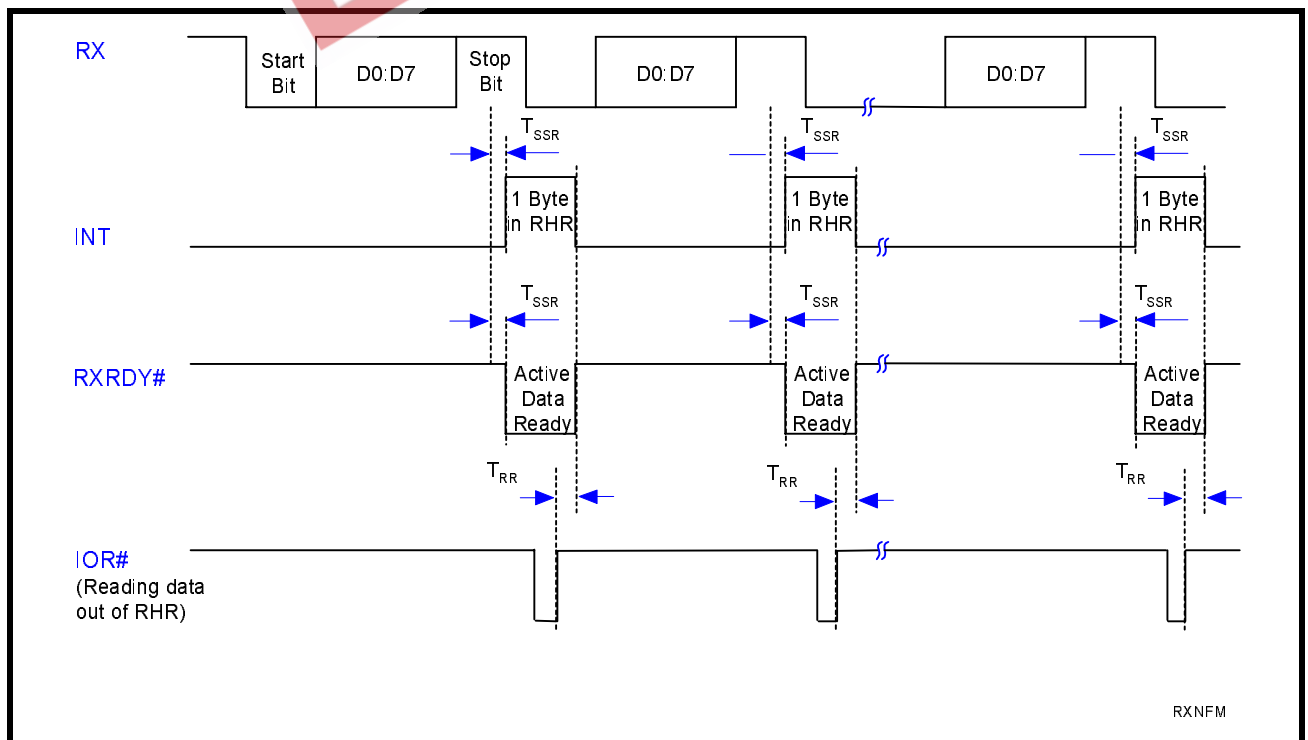 RX
Start
Bit
D0:D7
Stop
Bit
D0:D7
D0:D7
TSSR
TSSR
TSSR
INT
1 Byte
in RHR
1 Byte
in RHR
1 Byte
in RHR
TSSR
TSSR
TSSR
RXRDY#
Active
Data
Ready
Active
Data
Ready
Active
Data
Ready
TRR
TRR
TRR
IOR#
(Reading data
out of RHR)
RXNFM